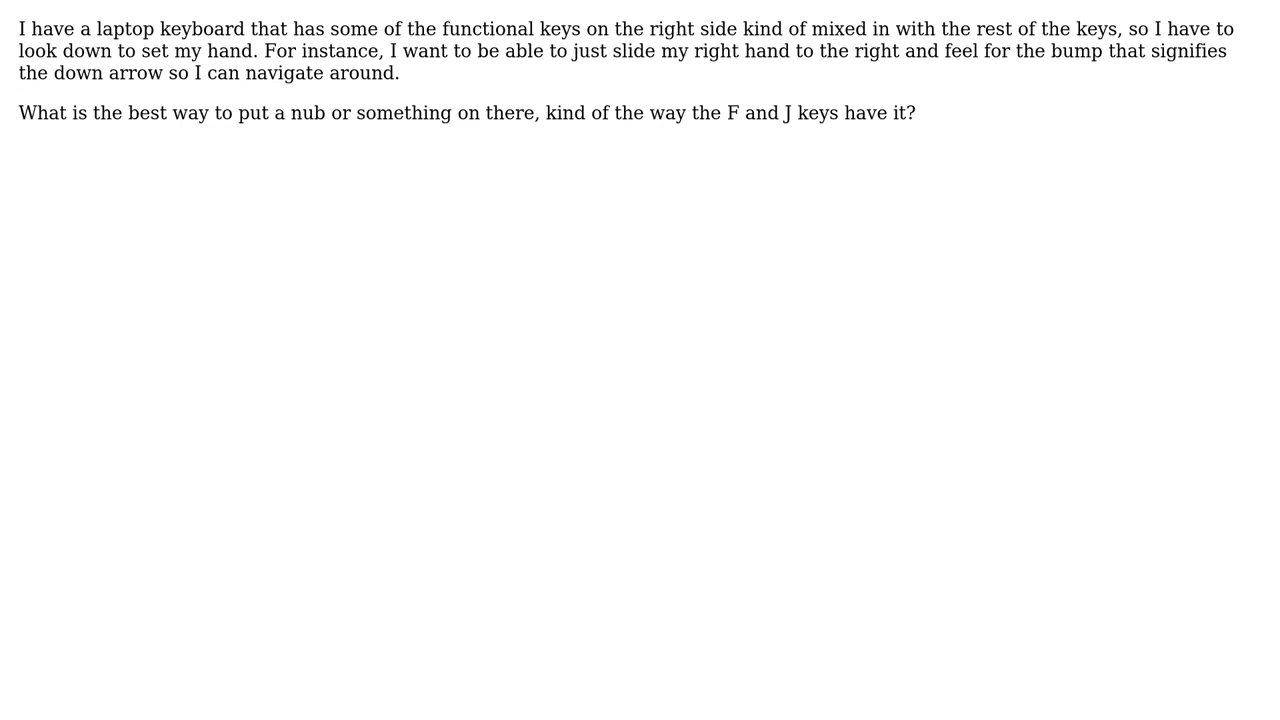 I have a laptop keyboard that has some of the functional keys on the right side kind of mixed in with the rest of the keys, so I have to
look down to set my hand. For instance, I want to be able to just slide my right hand to the right and feel for the bump that signifies
the down arrow so I can navigate around.
What is the best way to put a nub or something on there, kind of the way the F and J keys have it?